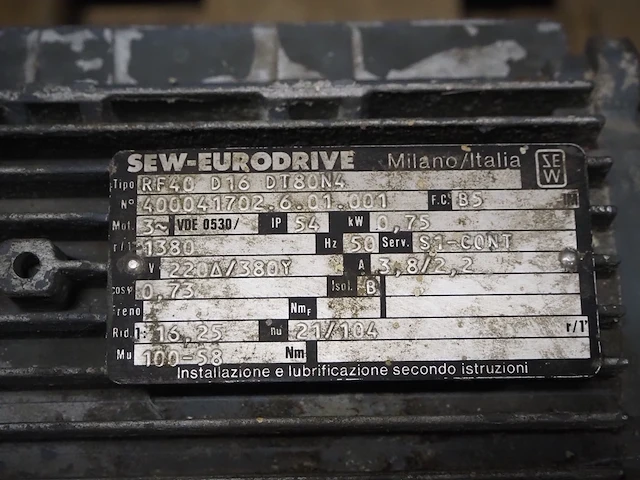 SEW-EURODRIVE Milano/Italia SEW
Tipo RF40 D16 DT80N4
Nº 400041702.6.01.001 F.C. B5
Mot. 3~ VDE 0530/ IP 54 kW 0,75
r/1' 1380 Hz 50 Serv. S1-CONT
V 220Δ/380Y A 3,8/2,2
cosφ 0,73 Isol. B
Freno NmF
Rid. i: 16,25 nu 21/104 r/1'
Mu 100-58 Nm
Installazione e lubrificazione secondo istruzioni